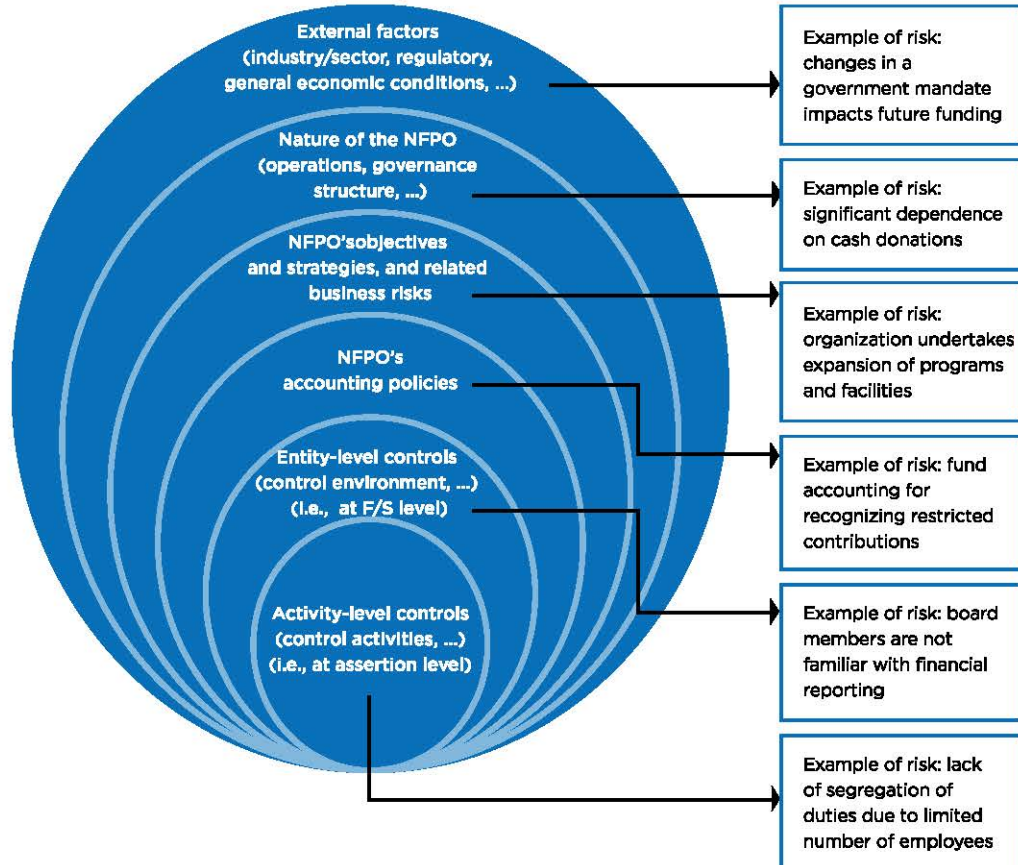 External factors
(industry/sector, regulatory,
general economic conditions, ...)
Example of risk:
changes in a
government mandate
impacts future funding
Nature of the NFPO
(operations, governance
structure, ...)
Example of risk:
significant dependence
on cash donations
NFPO'sobjectives
and strategies, and related
business risks
Example of risk:
organization undertakes
expansion of programs
and facilities
NFPO's
accounting policies
Example of risk: fund
accounting for
recognizing restricted
contributions
Entity-level controls
(control environment, ...)
(i.e., at F/S level)
Example of risk: board
members are not
familiar with financial
reporting
Activity-level controls
(control activities, ...)
(i.e., at assertion level)
Example of risk: lack
of segregation of
duties due to limited
number of employees